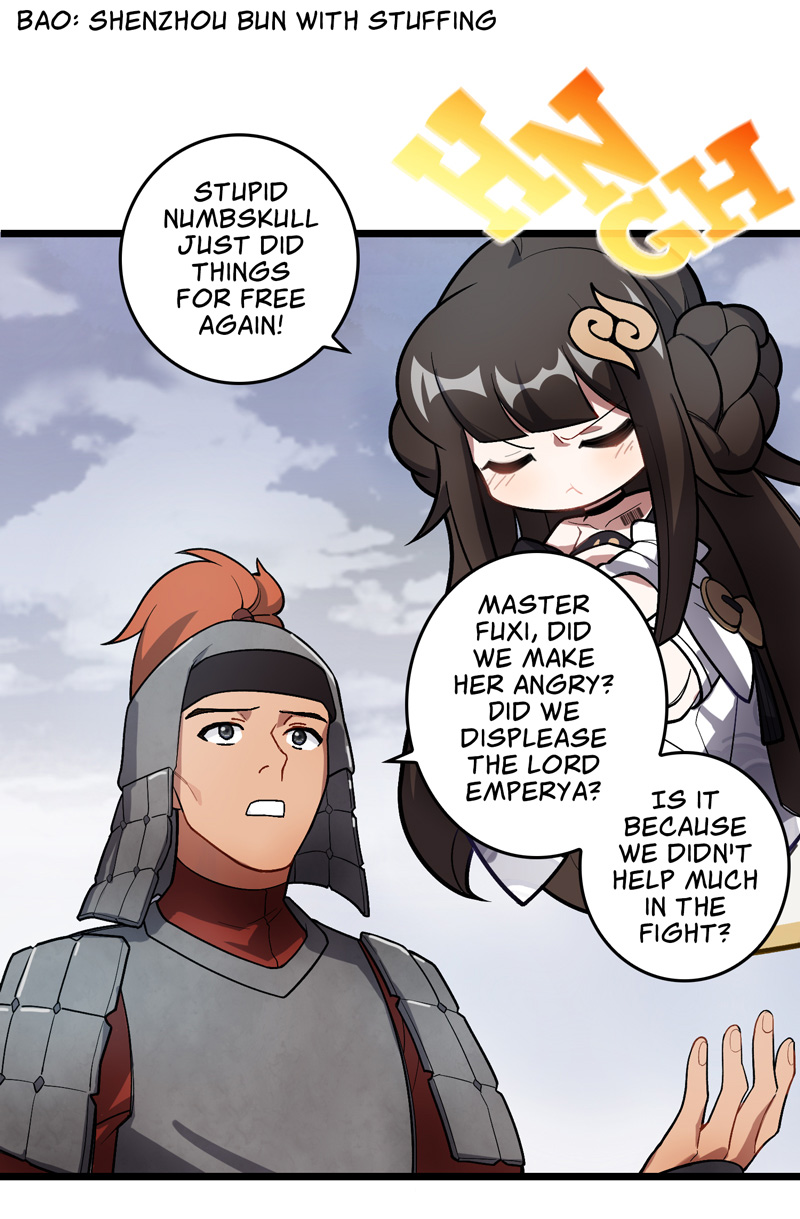 BAO: SHENZHOU BUN WITH STUFFING
HNGH
STUPID
NUMBSKULL
JUST DID
THINGS
FOR FREE
AGAIN!
MASTER
FUXI, DID
WE MAKE
HER ANGRY?
DID WE
DISPLEASE
THE LORD
EMPERYA?
IS IT
BECAUSE
WE DIDN'T
HELP MUCH
IN THE
FIGHT?